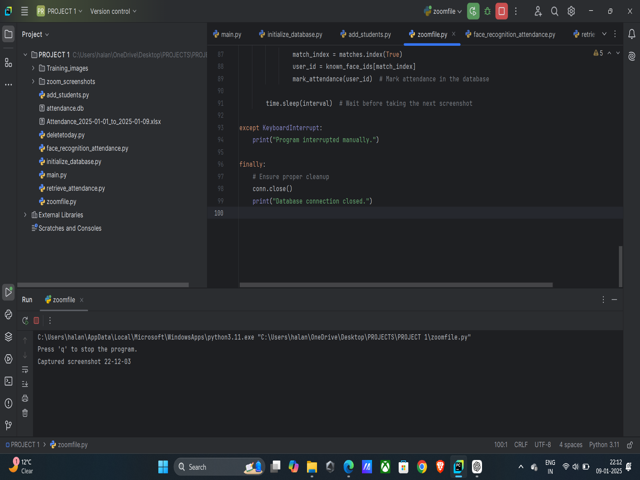 PR PROJECT 1 Version control
zoomfile
Project
main.py initialize_database.py add_students.py zoomfile.py face_recognition_attendance.py retrie
PROJECT 1 C:\Users\halan\OneDrive\Desktop\PROJECTS\PROJ
Training_images
zoom_screenshots
add_students.py
attendance.db
Attendance_2025-01-01_to_2025-01-09.xlsx
deletetoday.py
face_recognition_attendance.py
initialize_database.py
main.py
retrieve_attendance.py
zoomfile.py
External Libraries
Scratches and Consoles
5
87 match_index = matches.index(True)
88 user_id = known_face_ids[match_index]
89 mark_attendance(user_id) # Mark attendance in the database
90
91 time.sleep(interval) # Wait before taking the next screenshot
92
93 except KeyboardInterrupt:
94 print("Program interrupted manually.")
95
96 finally:
97 # Ensure proper cleanup
98 conn.close()
99 print("Database connection closed.")
100
Run zoomfile
C:\Users\halan\AppData\Local\Microsoft\WindowsApps\python3.11.exe "C:\Users\halan\OneDrive\Desktop\PROJECTS\PROJECT 1\zoomfile.py"
Press 'q' to stop the program.
Captured screenshot 22-12-03
PROJECT 1 > zoomfile.py
100:1 CRLF UTF-8 4 spaces Python 3.11
1
12°C
Clear
Search
ENG
IN
22:12
09-01-2025